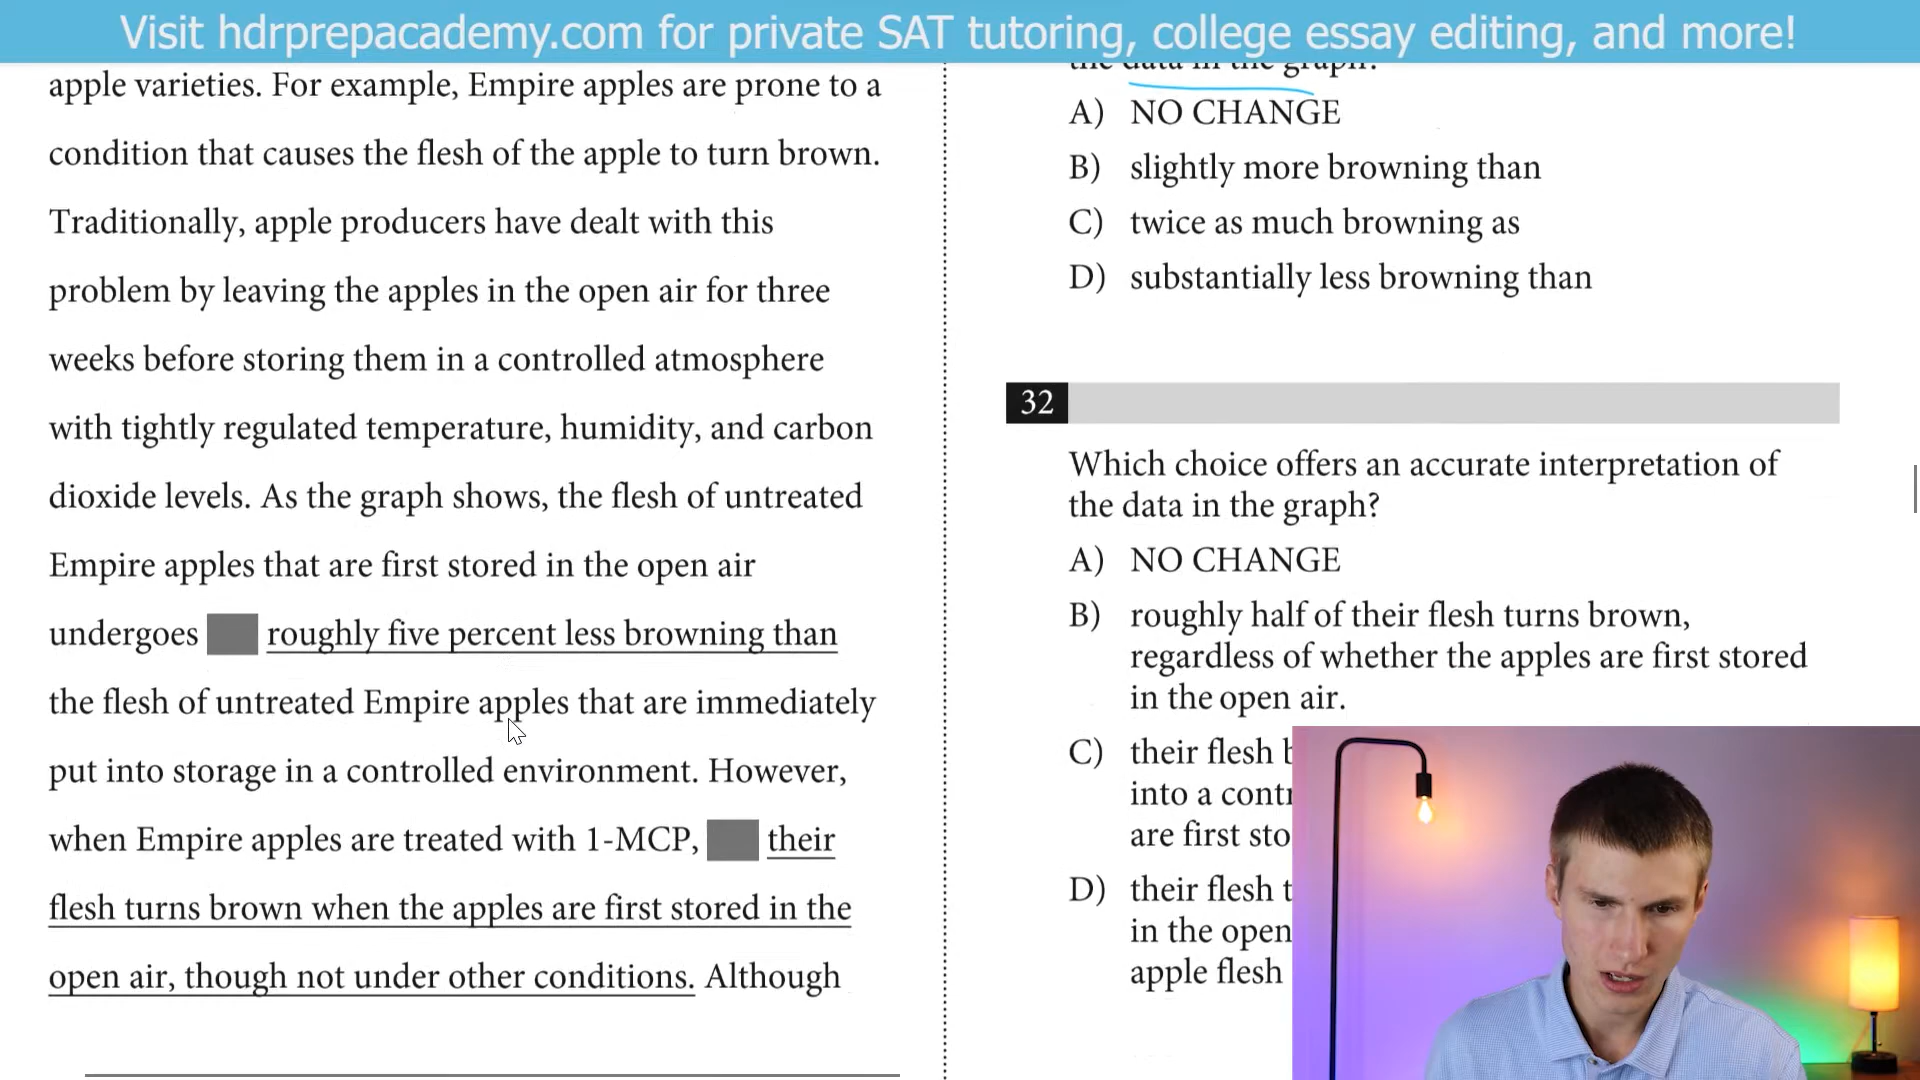 Visit hdrprepacademy.com for private SAT tutoring, college essay editing, and more!
apple varieties. For example, Empire apples are prone to a
condition that causes the flesh of the apple to turn brown.
Traditionally, apple producers have dealt with this
problem by leaving the apples in the open air for three
weeks before storing them in a controlled atmosphere
with tightly regulated temperature, humidity, and carbon
dioxide levels. As the graph shows, the flesh of untreated
Empire apples that are first stored in the open air
undergoes roughly five percent less browning than
the flesh of untreated Empire apples that are immediately
put into storage in a controlled environment. However,
when Empire apples are treated with 1-MCP, their
flesh turns brown when the apples are first stored in the
open air, though not under other conditions. Although
the data in the graph?
A) NO CHANGE
B) slightly more browning than
C) twice as much browning as
D) substantially less browning than
32
Which choice offers an accurate interpretation of
the data in the graph?
A) NO CHANGE
B) roughly half of their flesh turns brown,
regardless of whether the apples are first stored
in the open air.
C) their flesh
into a
are first
D) their flesh
in the open
apple flesh